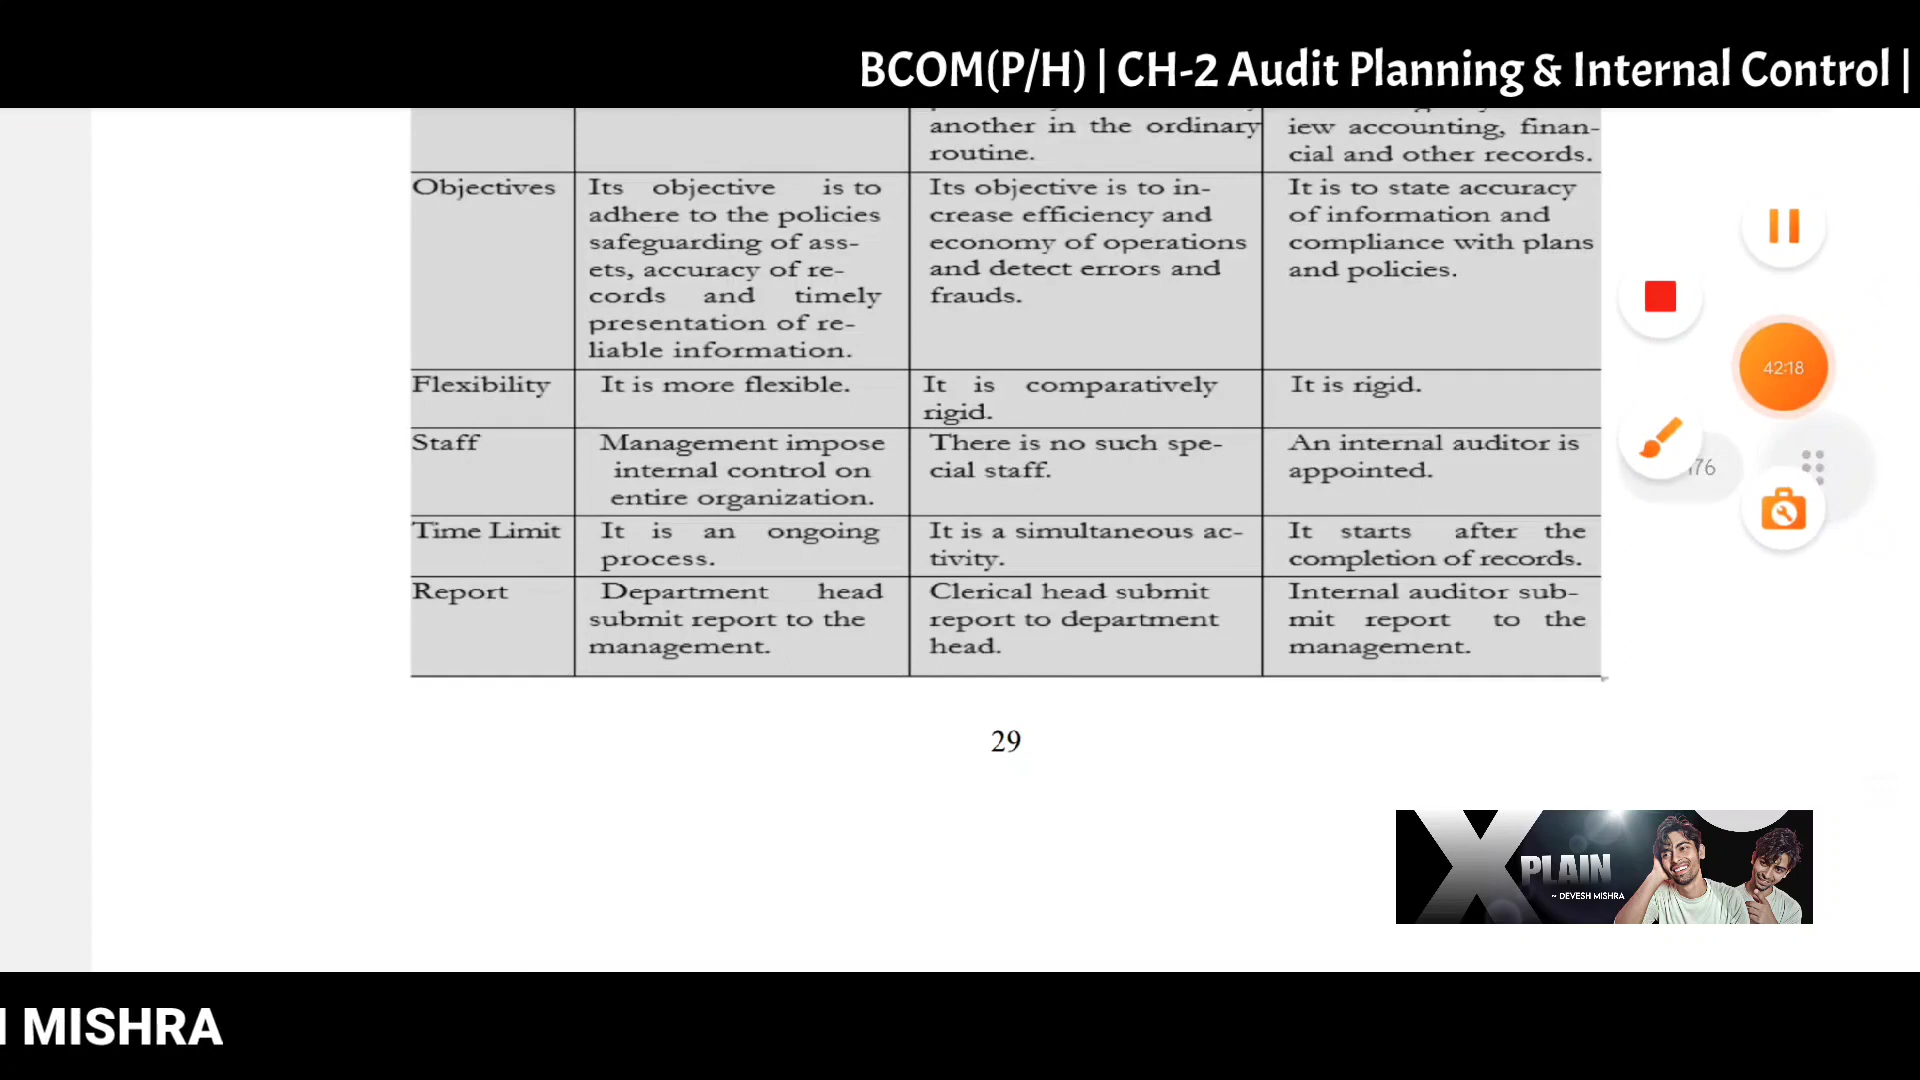 BCOM(P/H) | CH-2 Audit Planning & Internal Control |
another in the ordinary
routine.
iew accounting, finan-
cial and other records.
Objectives
Its objective is to
adhere to the policies
safeguarding of ass-
ets, accuracy of re-
cords and timely
presentation of re-
liable information.
Its objective is to in-
crease efficiency and
economy of operations
and detect errors and
frauds.
It is to state accuracy
of information and
compliance with plans
and policies.
Flexibility
It is more flexible.
It is comparatively
rigid.
It is rigid.
Staff
Management impose
internal control on
entire organization.
There is no such spe-
cial staff.
An internal auditor is
appointed.
Time Limit
It is an ongoing
process.
It is a simultaneous ac-
tivity.
It starts after the
completion of records.
Report
Department head
submit report to the
management.
Clerical head submit
report to department
head.
Internal auditor sub-
mit report to the
management.
42:18
176
29
X
PLAIN
~ DEVESH MISHRA
MISHRA